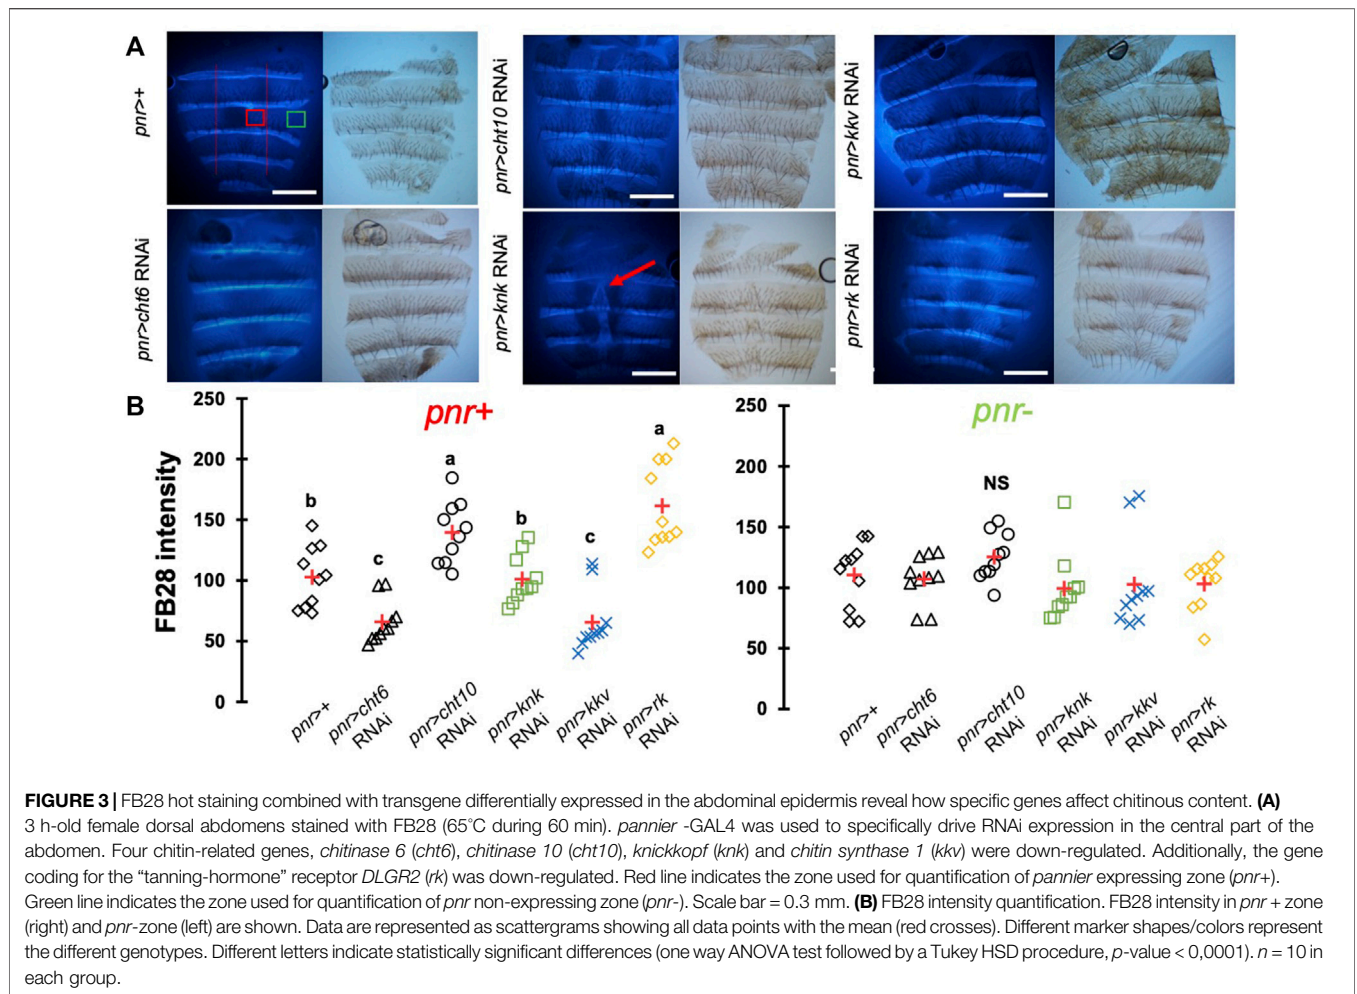 A
pnr>+
pnr>cht10 RNAi
pnr>kkv RNAi
pnr>cht6 RNAi
pnr>knk RNAi
pnr>rk RNAi
B
250
200
150
100
50
0
FB28 intensity
pnr+
b
c
a
b
c
a
pnr>+
pnr>cht6
RNAi
pnr>cht10
RNAi
pnr>knk
RNAi
pnr>kkv
RNAi
pnr>rk
RNAi
250
200
150
100
50
0
pnr-
NS
pnr>+
pnr>cht6
RNAi
pnr>cht10
RNAi
pnr>knk
RNAi
pnr>kkv
RNAi
pnr>rk
RNAi
FIGURE 3 | FB28 hot staining combined with transgene differentially expressed in the abdominal epidermis reveal how specific genes affect chitinous content. (A)
3 h-old female dorsal abdomens stained with FB28 (65°C during 60 min). pannier -GAL4 was used to specifically drive RNAi expression in the central part of the
abdomen. Four chitin-related genes, chitinase 6 (cht6), chitinase 10 (cht10), knickkopf (knk) and chitin synthase 1 (kkv) were down-regulated. Additionally, the gene
coding for the “tanning-hormone” receptor DLGR2 (rk) was down-regulated. Red line indicates the zone used for quantification of pannier expressing zone (pnr+).
Green line indicates the zone used for quantification of pnr non-expressing zone (pnr-). Scale bar = 0.3 mm. (B) FB28 intensity quantification. FB28 intensity in pnr + zone
(right) and pnr-zone (left) are shown. Data are represented as scattergrams showing all data points with the mean (red crosses). Different marker shapes/colors represent
the different genotypes. Different letters indicate statistically significant differences (one way ANOVA test followed by a Tukey HSD procedure, p-value < 0,0001). n = 10 in
each group.